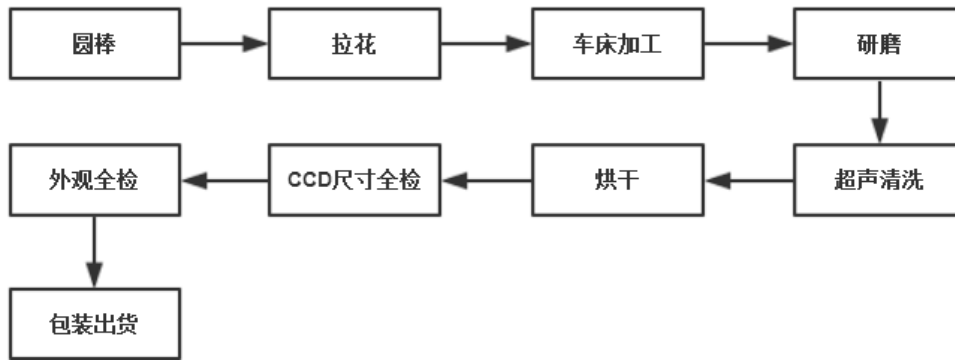 圆棒
拉花
车床加工
研磨
超声清洗
烘干
CCD尺寸全检
外观全检
包装出货